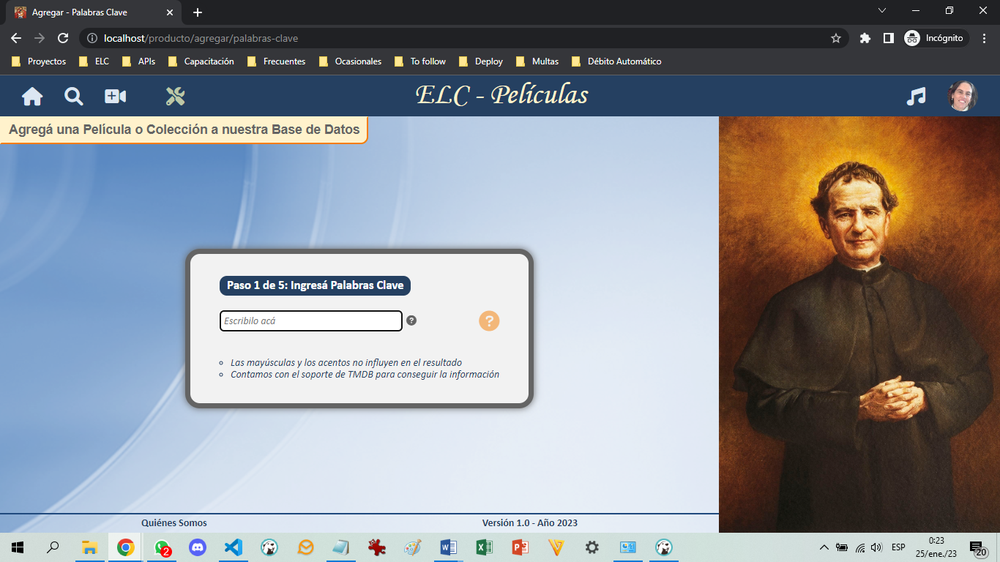 Agregar - Palabras Clave
localhost/producto/agregar/palabras-clave
Incógnito
Proyectos ELC APIs Capacitación Frecuentes Ocasionales To follow Deploy Multas Débito Automático
ELC - Películas
Agregá una Película o Colección a nuestra Base de Datos
Paso 1 de 5: Ingresá Palabras Clave
Escribilo acá
?
?
Las mayúsculas y los acentos no influyen en el resultado
Contamos con el soporte de TMDB para conseguir la información
Quiénes Somos
Versión 1.0 - Año 2023
2
ESP
0:23
25/ene./23
20